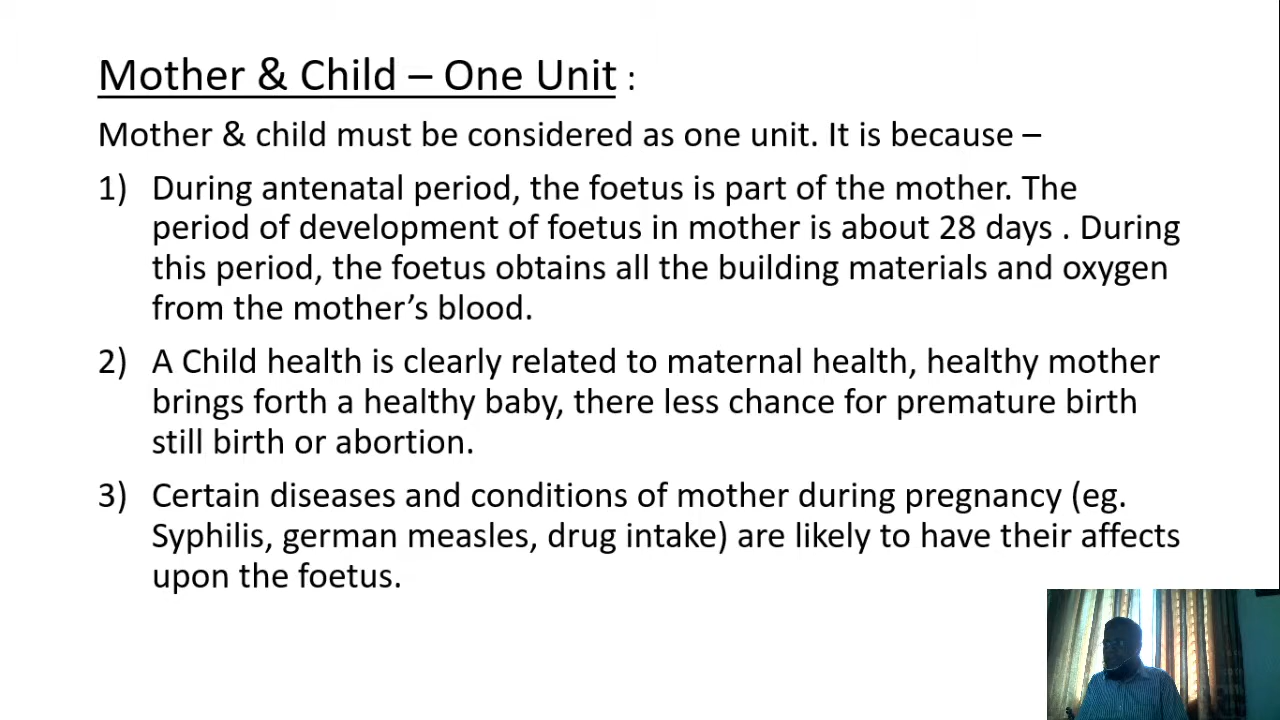 Mother & Child – One Unit :
Mother & child must be considered as one unit. It is because –
1) During antenatal period, the foetus is part of the mother. The
period of development of foetus in mother is about 28 days . During
this period, the foetus obtains all the building materials and oxygen
from the mother’s blood.
2) A Child health is clearly related to maternal health, healthy mother
brings forth a healthy baby, there less chance for premature birth
still birth or abortion.
3) Certain diseases and conditions of mother during pregnancy (eg.
Syphilis, german measles, drug intake) are likely to have their affects
upon the foetus.